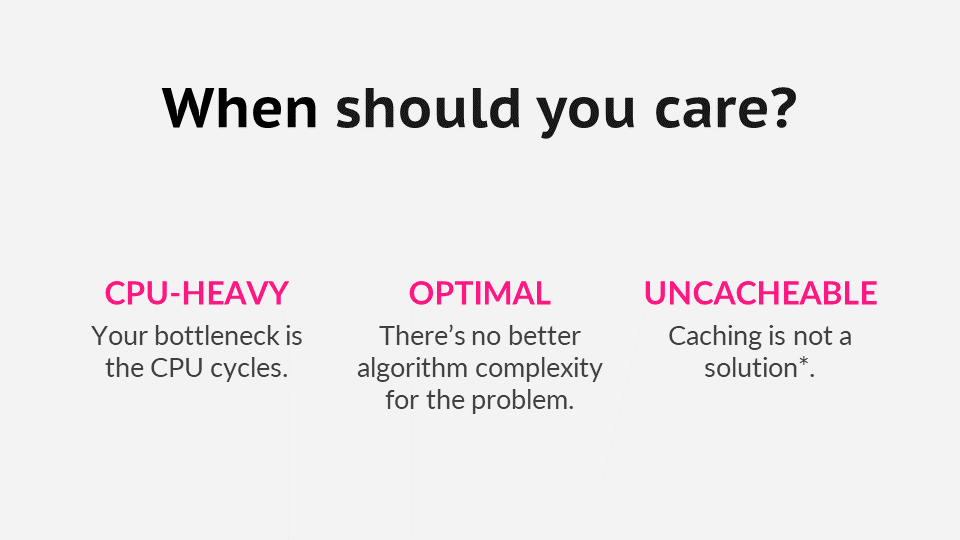 When should you care?
CPU-HEAVY
Your bottleneck is
the CPU cycles.
OPTIMAL
There’s no better
algorithm complexity
for the problem.
UNCACHEABLE
Caching is not a
solution*.